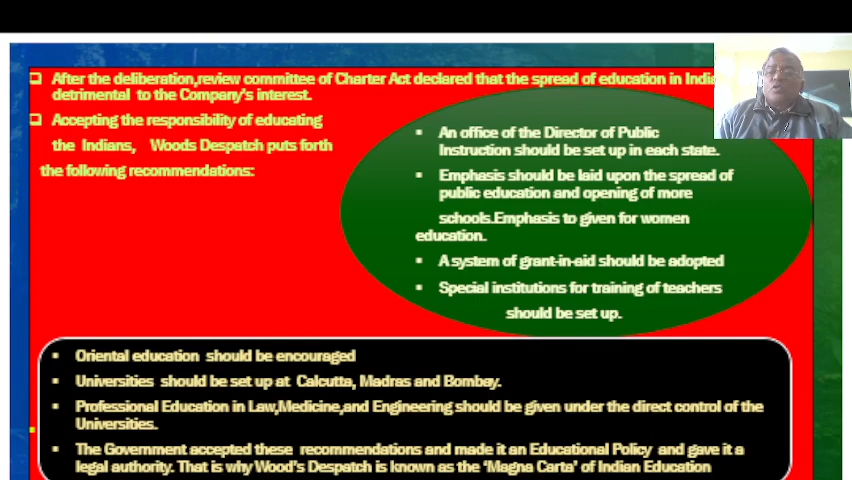 After the deliberation,review committee of Charter Act declared that the spread of education in India
detrimental to the Company's interest.
Accepting the responsibility of educating
the Indians, Woods Despatch puts forth
the following recommendations:
An office of the Director of Public
Instruction should be set up in each state.
Emphasis should be laid upon the spread of
public education and opening of more
schools.Emphasis to given for women
education.
A system of grant-in-aid should be adopted
Special institutions for training of teachers
should be set up.
Oriental education should be encouraged
Universities should be set up at Calcutta, Madras and Bombay.
Professional Education in Law,Medicine,and Engineering should be given under the direct control of the
Universities.
The Government accepted these recommendations and made it an Educational Policy and gave it a
legal authority. That is why Wood's Despatch is known as the 'Magna Carta' of Indian Education